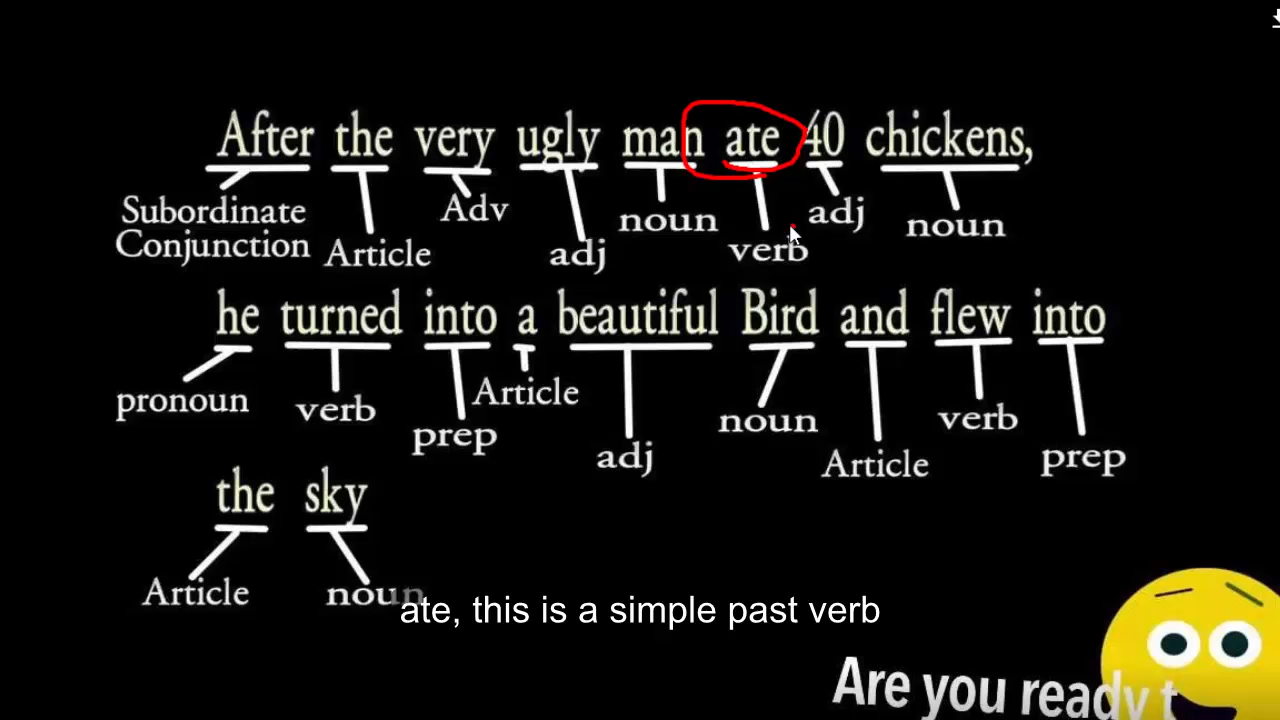 After the very ugly man ate 40 chickens,
Subordinate
Conjunction
Article
Adv
adj
noun
verb
adj
noun
he turned into a beautiful Bird and flew into
pronoun
verb
prep
Article
adj
noun
Article
verb
prep
the sky
Article
noun
ate, this is a simple past verb
Are you ready t